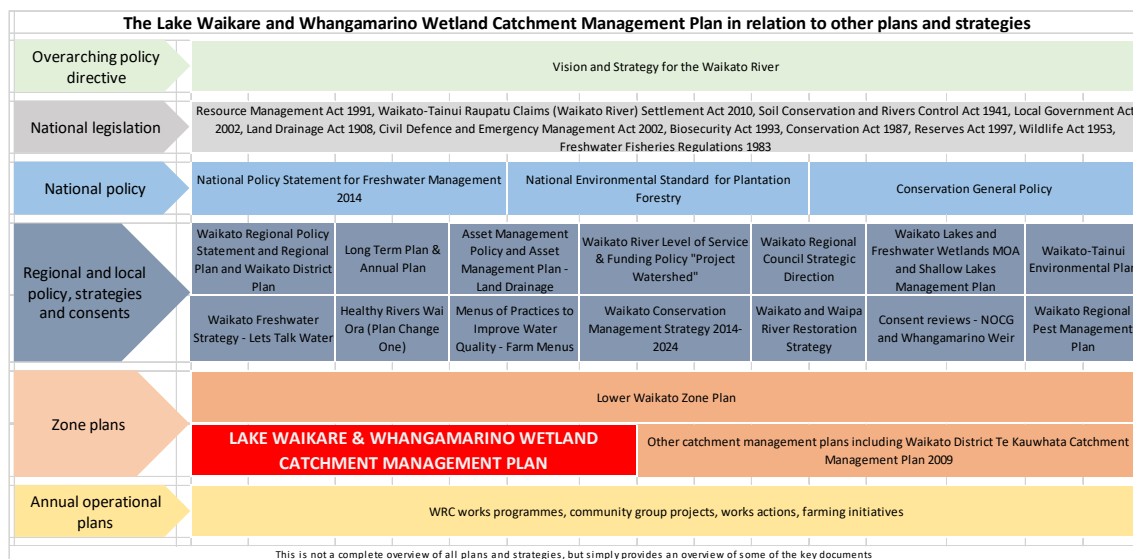 The Lake Waikare and Whangamarino Wetland Catchment Management Plan in relation to other plans and strategies
Overarching policy
directive
Vision and Strategy for the Waikato River
National legislation
Resource Management Act 1991, Waikato-Tainui Raupatu Claims (Waikato River) Settlement Act 2010, Soil Conservation and Rivers Control Act 1941, Local Government Act
2002, Land Drainage Act 1908, Civil Defence and Emergency Management Act 2002, Biosecurity Act 1993, Conservation Act 1987, Reserves Act 1997, Wildlife Act 1953,
Freshwater Fisheries Regulations 1983
National policy
National Policy Statement for Freshwater Management
2014
National Environmental Standard for Plantation
Forestry
Conservation General Policy
Regional and local
policy, strategies
and consents
Waikato Regional Policy
Statement and Regional
Plan and Waikato District
Plan
Long Term Plan &
Annual Plan
Asset Management
Policy and Asset
Management Plan -
Land Drainage
Waikato River Level of Service
& Funding Policy "Project
Watershed"
Waikato Regional
Council Strategic
Direction
Waikato Lakes and
Freshwater Wetlands MOA
and Shallow Lakes
Management Plan
Waikato-Tainui
Environmental Plan
Waikato Freshwater
Strategy - Lets Talk Water
Healthy Rivers Wai
Ora (Plan Change
One)
Menus of Practices to
Improve Water
Quality - Farm Menus
Waikato Conservation
Management Strategy 2014-
2024
Waikato and Waipa
River Restoration
Strategy
Consent reviews - NOCG
and Whangamarino Weir
Waikato Regional
Pest Management
Plan
Zone plans
Lower Waikato Zone Plan
LAKE WAIKARE & WHANGAMARINO WETLAND
CATCHMENT MANAGEMENT PLAN
Other catchment management plans including Waikato District Te Kauwhata Catchment
Management Plan 2009
Annual operational
plans
WRC works programmes, community group projects, works actions, farming initiatives
This is not a complete overview of all plans and strategies, but simply provides an overview of some of the key documents